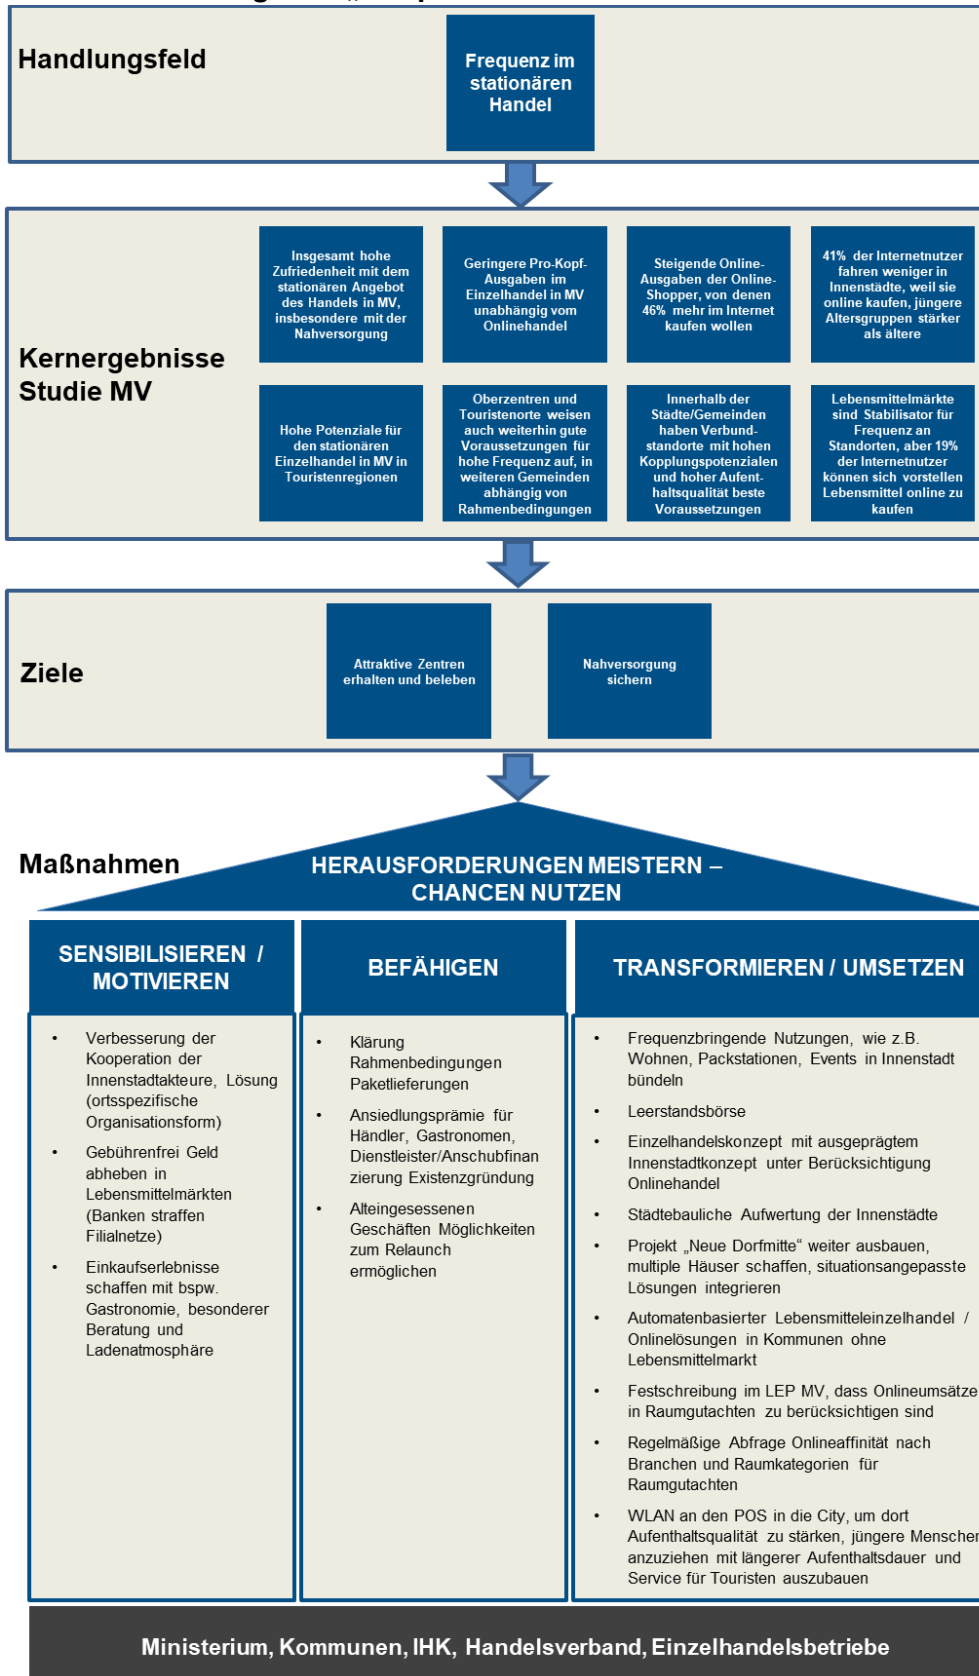 Handlungsfeld
Frequenz im
stationären
Handel
Kernergebnisse
Studie MV
Insgesamt hohe
Zufriedenheit mit dem
stationären Angebot
des Handels in MV,
insbesondere mit der
Nahversorgung
Geringere Pro-Kopf-
Ausgaben im
Einzelhandel in MV
unabhängig vom
Onlinehandel
Steigende Online-
Ausgaben der Online-
Shopper, von denen
46% mehr im Internet
kaufen wollen
41% der Internetnutzer
fahren weniger in
Innenstädte, weil sie
online kaufen, jüngere
Altersgruppen stärker
als ältere
Hohe Potenziale für
den stationären
Einzelhandel in MV in
Touristenregionen
Oberzentren und
Touristenorte weisen
auch weiterhin gute
Voraussetzungen für
hohe Frequenz auf, in
weiteren Gemeinden
abhängig von
Rahmenbedingungen
Innerhalb der
Städte/Gemeinden
haben Verbund-
standorte mit hohen
Kopplungspotenzialen
und hoher Aufent-
haltsqualität beste
Voraussetzungen
Lebensmittelmärkte
sind Stabilisator für
Frequenz an
Standorten, aber 19%
der Internetnutzer
können sich vorstellen
Lebensmittel online zu
kaufen
Ziele
Attraktive Zentren
erhalten und beleben
Nahversorgung
sichern
Maßnahmen
HERAUSFORDERUNGEN MEISTERN –
CHANCEN NUTZEN
SENSIBILISIEREN /
MOTIVIEREN
• Verbesserung der
Kooperation der
Innenstadtakteure, Lösung
(ortsspezifische
Organisationsform)
• Gebührenfrei Geld
abheben in
Lebensmittelmärkten
(Banken straffen
Filialnetze)
• Einkaufserlebnisse
schaffen mit bspw.
Gastronomie, besonderer
Beratung und
Ladenatmosphäre
BEFÄHIGEN
• Klärung
Rahmenbedingungen
Paketlieferungen
• Ansiedlungsprämie für
Händler, Gastronomen,
Dienstleister/Anschubfinan
zierung Existenzgründung
• Alteingesessenen
Geschäften Möglichkeiten
zum Relaunch
ermöglichen
TRANSFORMIEREN / UMSETZEN
• Frequenzbringende Nutzungen, wie z.B.
Wohnen, Packstationen, Events in Innenstadt
bündeln
• Leerstandsbörse
• Einzelhandelskonzept mit ausgeprägtem
Innenstadtkonzept unter Berücksichtigung
Onlinehandel
• Städtebauliche Aufwertung der Innenstädte
• Projekt „Neue Dorfmitte“ weiter ausbauen,
multiple Häuser schaffen, situationsangepasste
Lösungen integrieren
• Automatenbasierter Lebensmitteleinzelhandel /
Onlinelösungen in Kommunen ohne
Lebensmittelmarkt
• Festschreibung im LEP MV, dass Onlineumsätze
in Raumgutachten zu berücksichtigen sind
• Regelmäßige Abfrage Onlineaffinität nach
Branchen und Raumkategorien für
Raumgutachten
• WLAN an den POS in die City, um dort
Aufenthaltsqualität zu stärken, jüngere Menschen
anzuziehen mit längerer Aufenthaltsdauer und
Service für Touristen auszubauen
Ministerium, Kommunen, IHK, Handelsverband, Einzelhandelsbetriebe